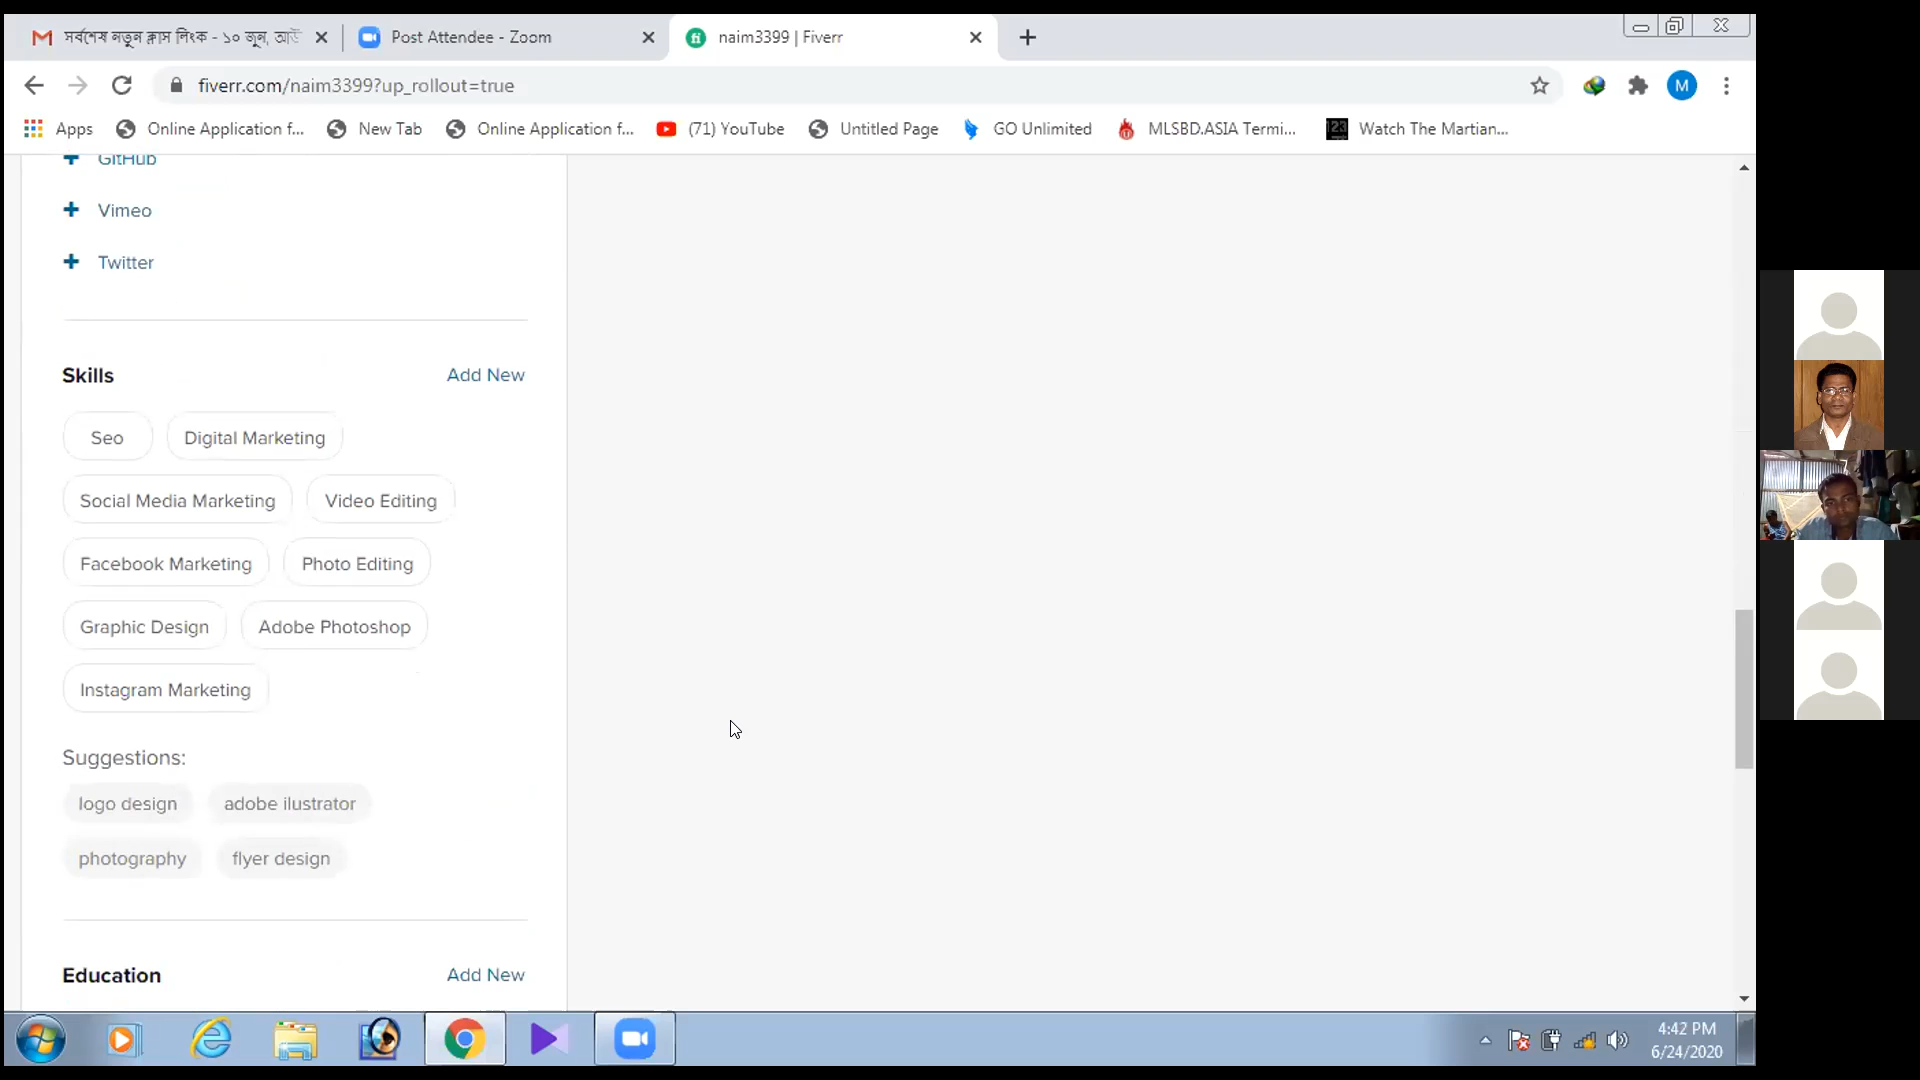 সর্বশেষ নতুন ক্লাস লিংক - ১০ জুন, আউ
Post Attendee - Zoom
naim3399 | Fiverr
fiverr.com/naim3399?up_rollout=true
M
Apps
Online Application f...
New Tab
Online Application f...
(71) YouTube
Untitled Page
GO Unlimited
MLSBD.ASIA Termi...
123
Watch The Martian...
GitHub
Vimeo
Twitter
Skills
Add New
Seo
Digital Marketing
Social Media Marketing
Video Editing
Facebook Marketing
Photo Editing
Graphic Design
Adobe Photoshop
Instagram Marketing
Suggestions:
logo design
adobe ilustrator
photography
flyer design
Education
Add New
4:42 PM
6/24/2020